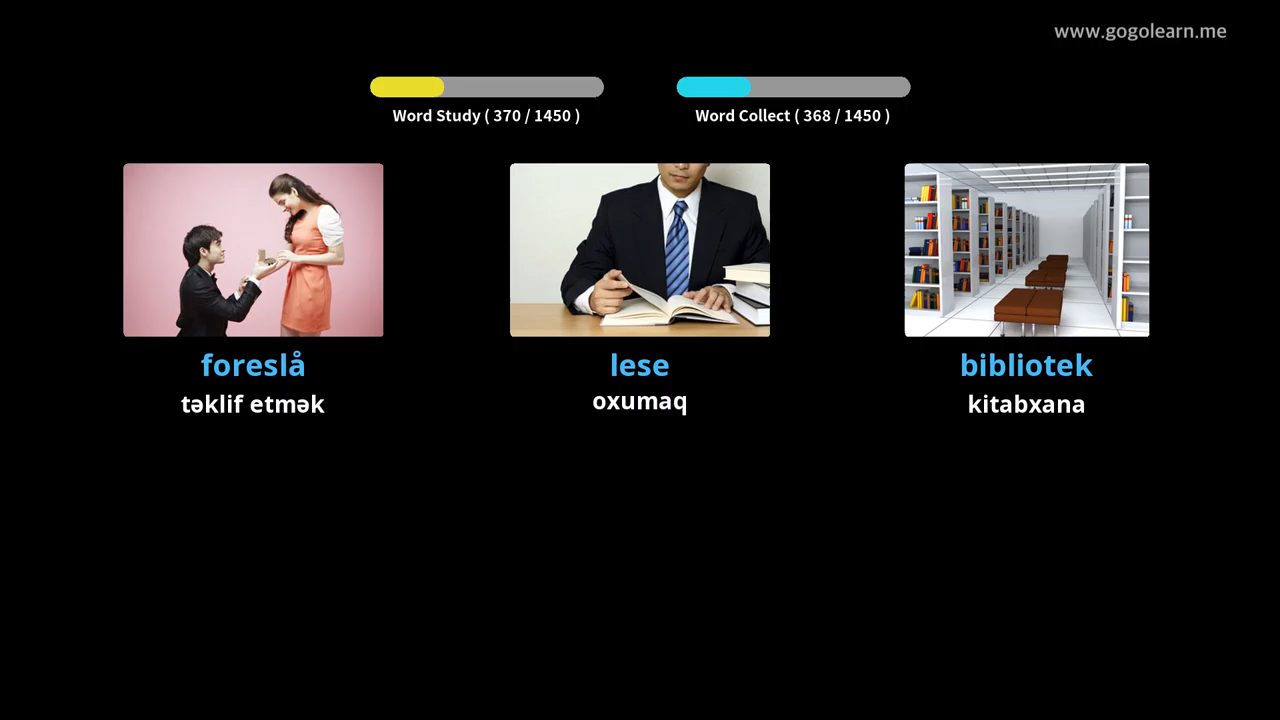 www.gogolearn.me
Word Study ( 370 / 1450 )
Word Collect ( 368 / 1450 )
foreslå
təklif etmək
lese
oxumaq
bibliotek
kitabxana